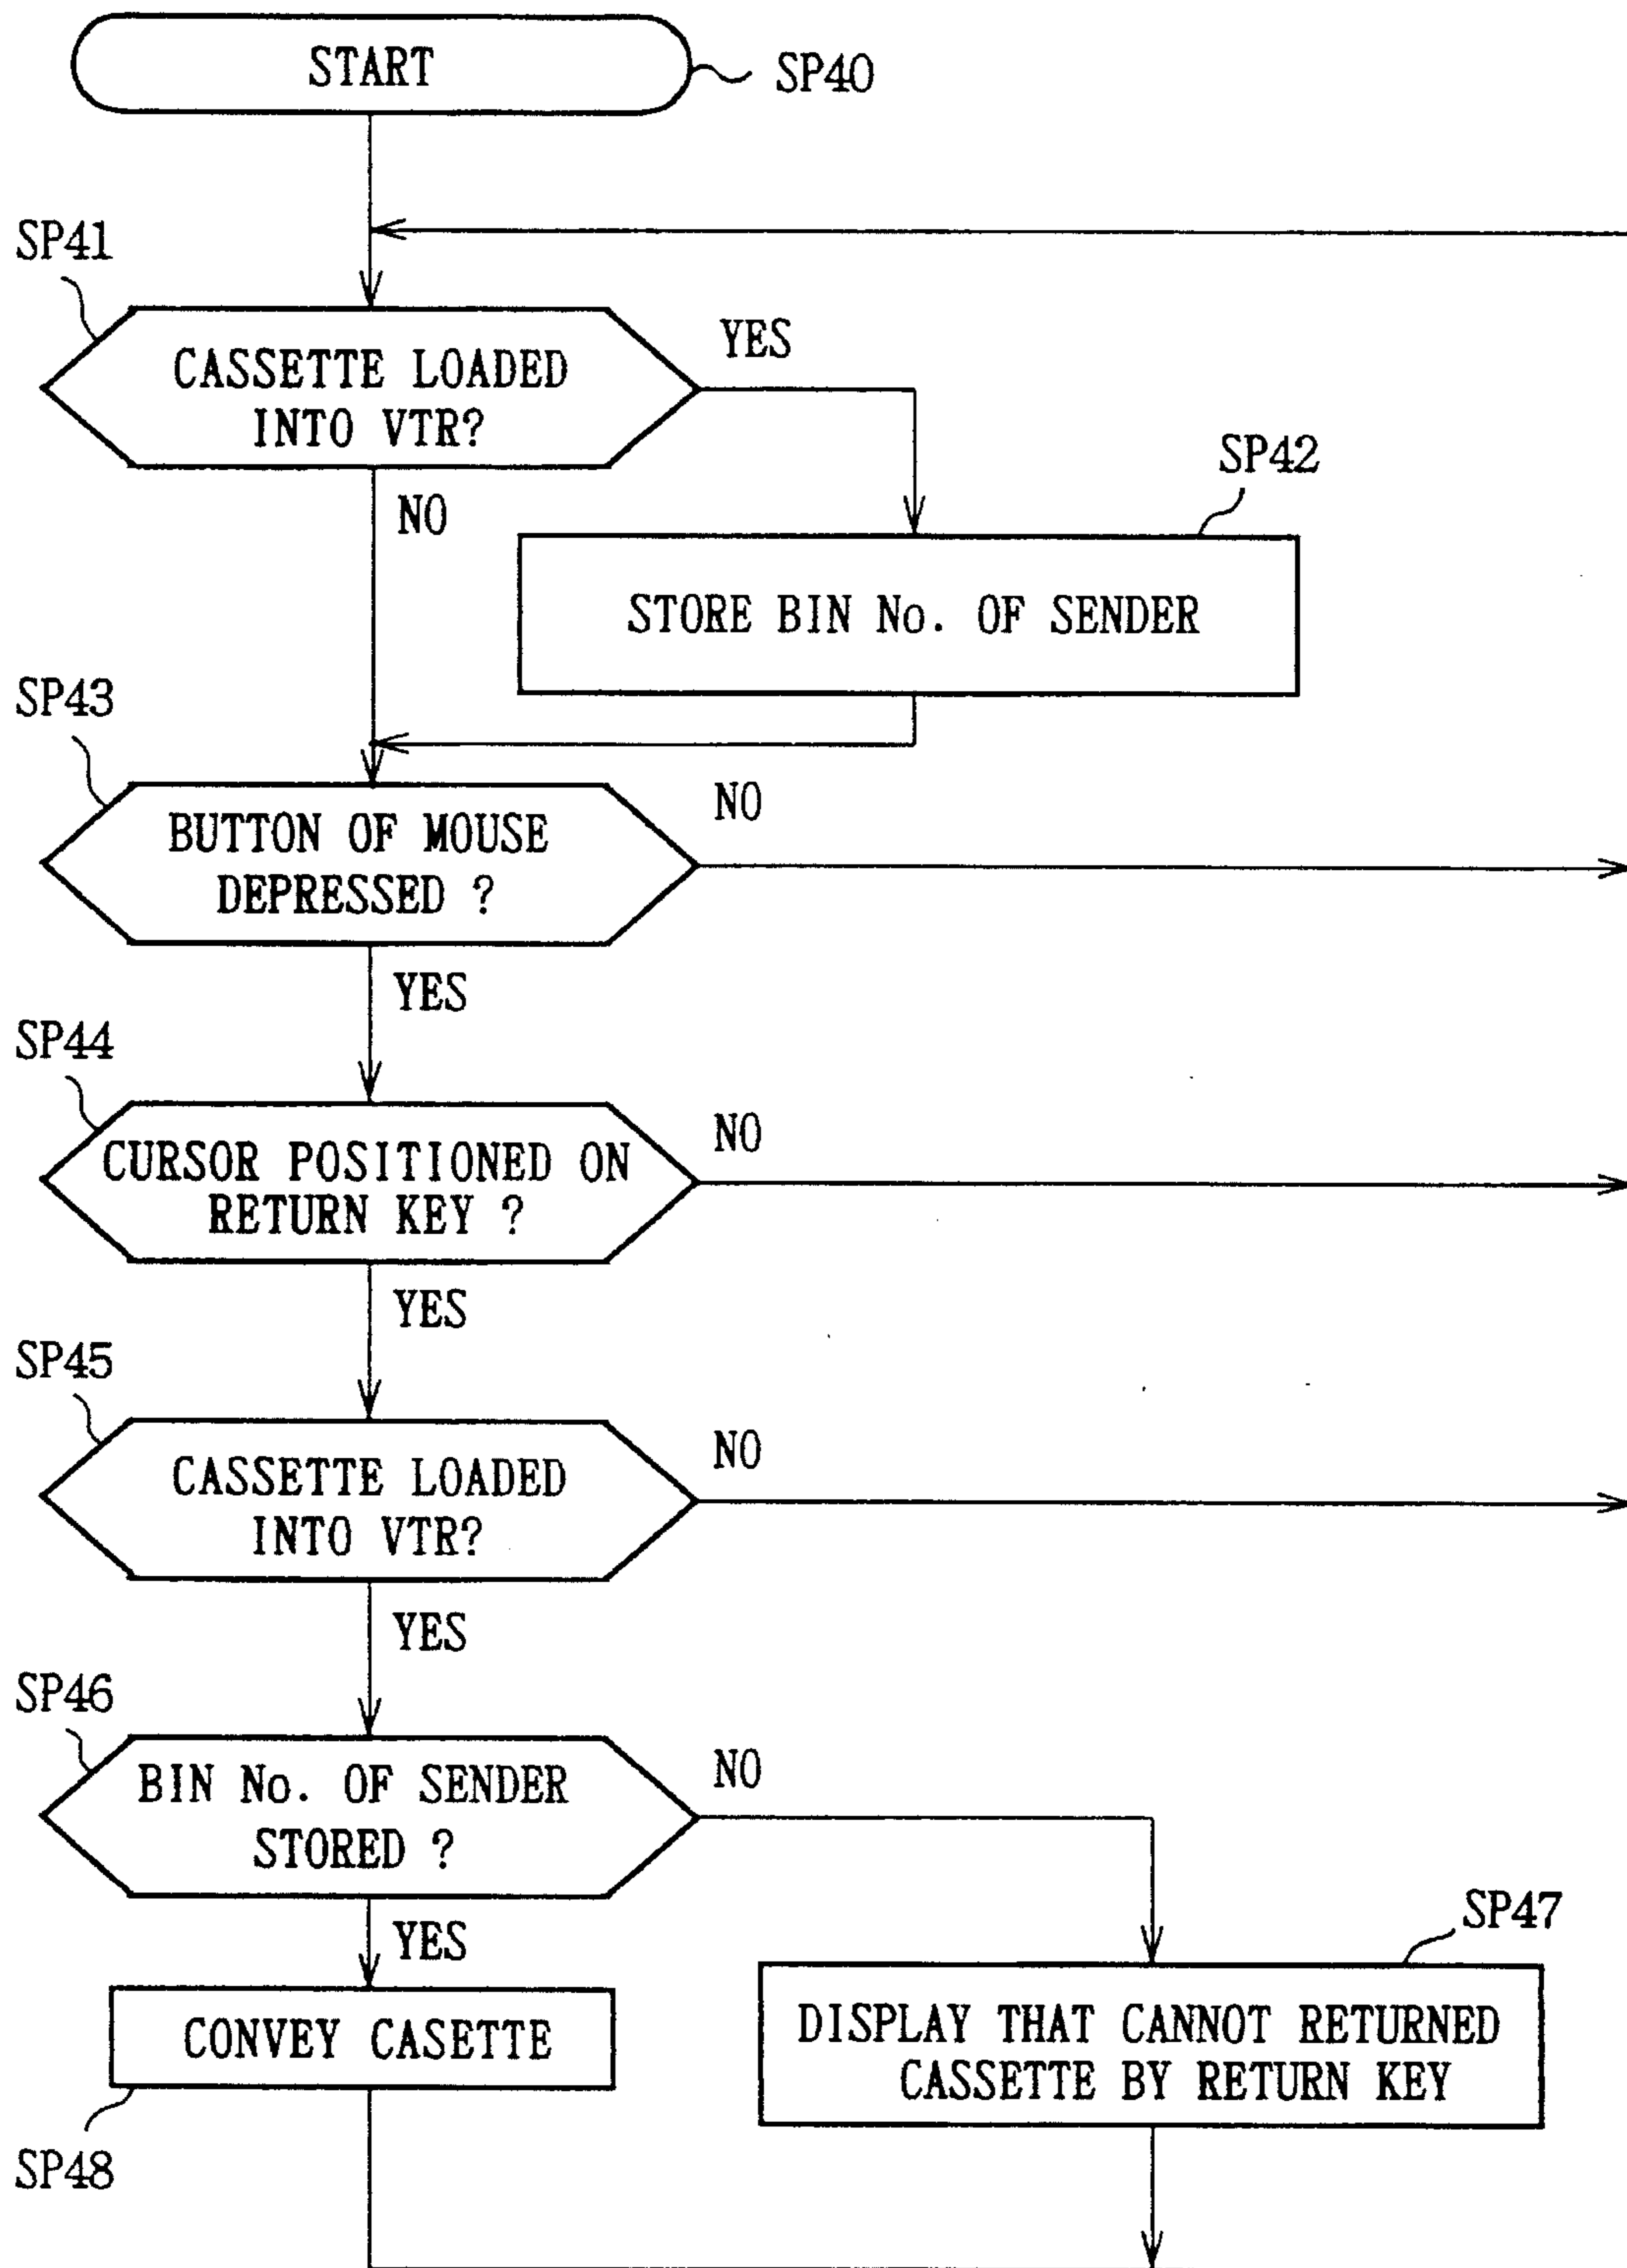 START
SP40
SP41
CASSETTE LOADED
INTO VTR?
YES
NO
SP42
STORE BIN No. OF SENDER
SP43
BUTTON OF MOUSE
DEPRESSED ?
NO
YES
SP44
CURSOR POSITIONED ON
RETURN KEY ?
NO
YES
SP45
CASSETTE LOADED
INTO VTR?
NO
YES
SP46
BIN No. OF SENDER
STORED ?
NO
YES
SP47
DISPLAY THAT CANNOT RETURNED
CASSETTE BY RETURN KEY
CONVEY CASETTE
SP48